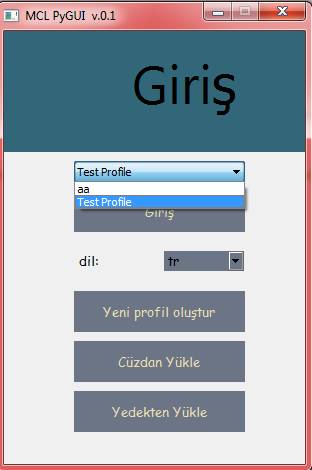 MCL PyGUI v.0.1
Giriş
Test Profile
aa
Test Profile
Giriş
dil:
tr
Yeni profil oluştur
Cüzdan Yükle
Yedekten Yükle